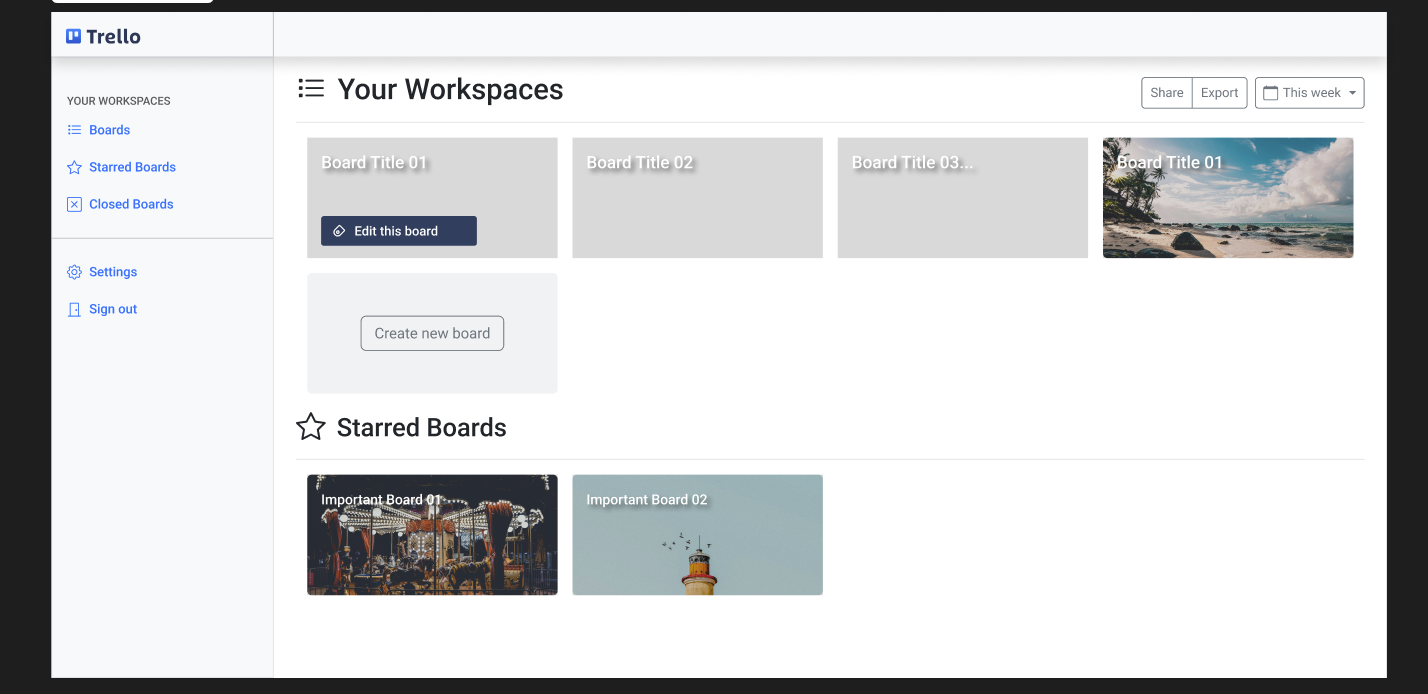 Trello
YOUR WORKSPACES
Boards
Starred Boards
Closed Boards
Settings
Sign out
Your Workspaces
Share
Export
This week
Board Title 01
Edit this board
Board Title 02
Board Title 03...
Board Title 01
Create new board
Starred Boards
Important Board 01
Important Board 02